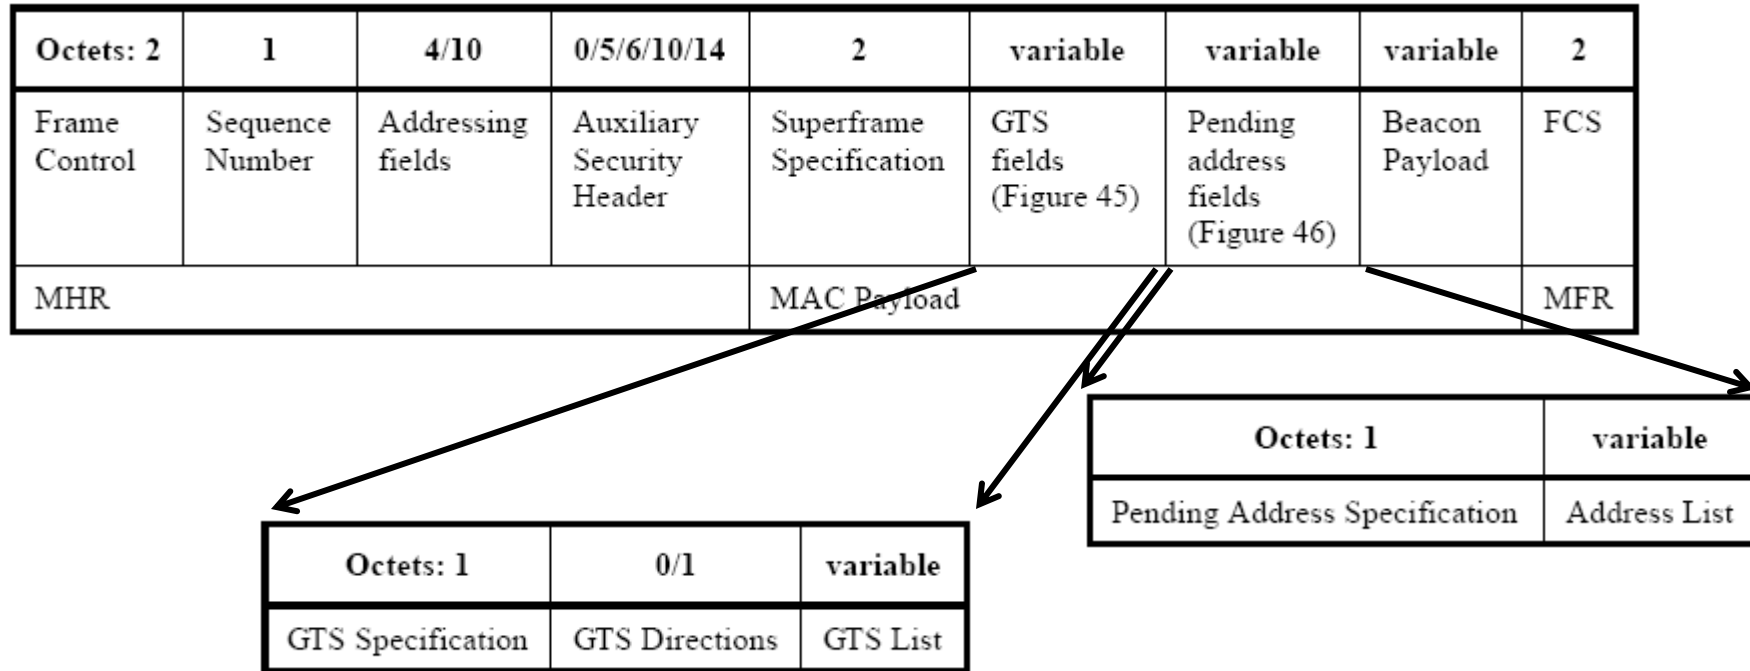 Octets: 2 1 4/10 0/5/6/10/14 2 variable variable variable 2
Frame Control
Sequence Number
Addressing fields
Auxiliary Security Header
Superframe Specification
GTS fields (Figure 45)
Pending address fields (Figure 46)
Beacon Payload
FCS
MHR MAC Payload MFR
Octets: 1 variable
Pending Address Specification Address List
Octets: 1 0/1 variable
GTS Specification GTS Directions GTS List